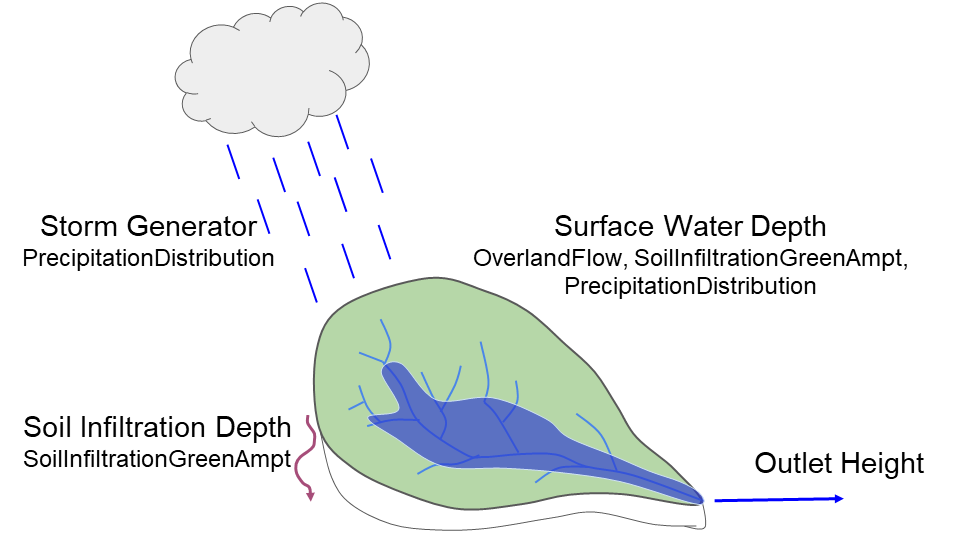 Storm Generator
PrecipitationDistribution
Surface Water Depth
OverlandFlow, SoilInfiltrationGreenAmpt,
PrecipitationDistribution
Soil Infiltration Depth
SoilInfiltrationGreenAmpt
Outlet Height